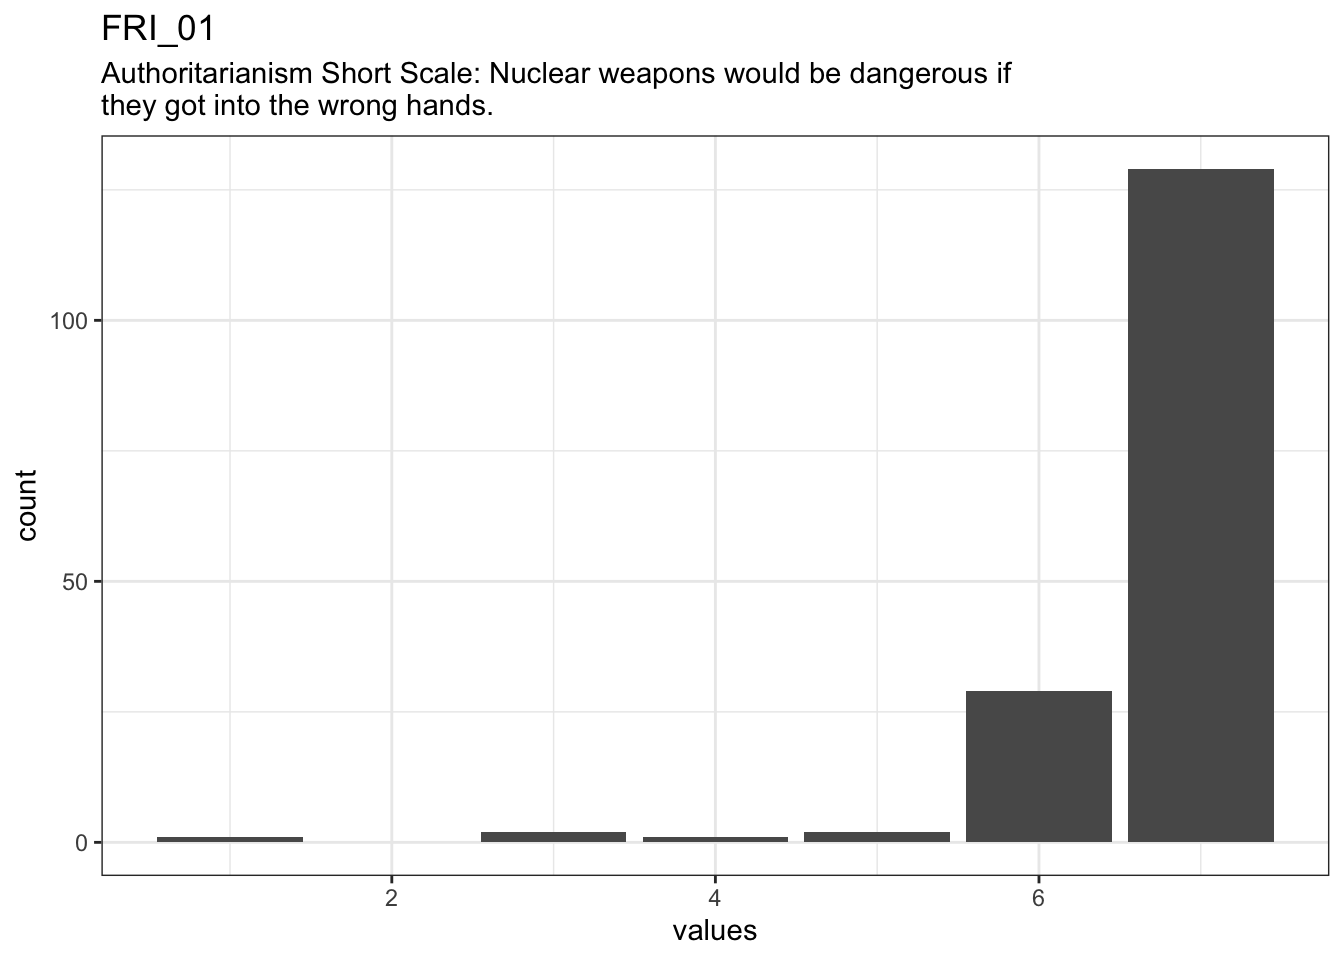 FRI_01
Authoritarianism Short Scale: Nuclear weapons would be dangerous if
they got into the wrong hands.
100
50
0
count
2 4 6
values